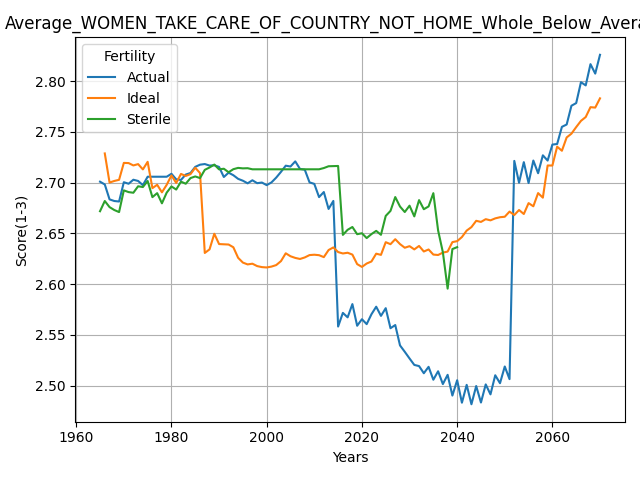 Average_WOMEN_TAKE_CARE_OF_COUNTRY_NOT_HOME_Whole_Below_Avera
Fertility
Actual
Ideal
Sterile
2.80
2.75
2.70
2.65
2.60
2.55
2.50
Score(1-3)
1960 1980 2000 2020 2040 2060
Years